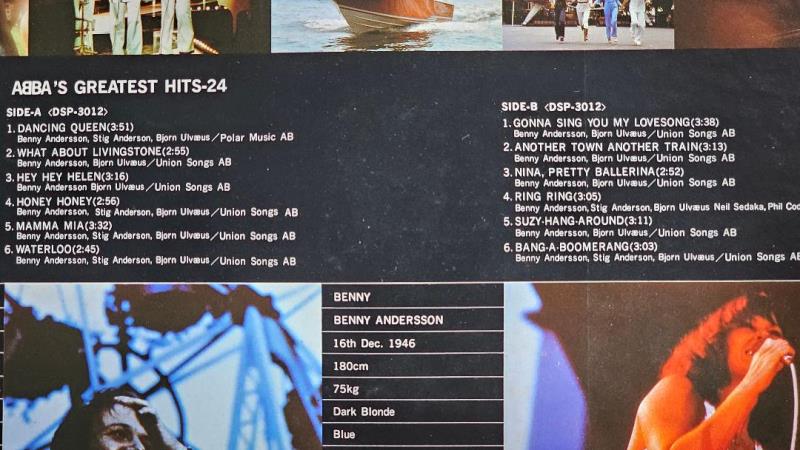 ABBA'S GREATEST HITS-24
SIDE-A 〈DSP-3012〉
1. DANCING QUEEN(3:51)
Benny Andersson, Stig Anderson, Bjorn Ulvæus／Polar Music AB
2. WHAT ABOUT LIVINGSTONE(2:55)
Benny Andersson, Bjorn Ulvæus／Union Songs AB
3. HEY HEY HELEN(3:16)
Benny Andersson Bjorn Ulvæus／Union Songs AB
4. HONEY HONEY(2:56)
Benny Andersson, Stig Anderson, Bjorn Ulvæus／Union Songs AB
5. MAMMA MIA(3:32)
Benny Andersson, Stig Anderson, Bjorn Ulvæus／Union Songs AB
6. WATERLOO(2:45)
Benny Andersson, Stig Anderson, Bjorn Ulvæus／Union Songs AB
SIDE-B 〈DSP-3012〉
1. GONNA SING YOU MY LOVESONG(3:38)
Benny Andersson, Bjorn Ulvæus／Union Songs AB
2. ANOTHER TOWN ANOTHER TRAIN(3:13)
Benny Andersson, Bjorn Ulvæus／Union Songs AB
3. NINA, PRETTY BALLERINA(2:52)
Benny Andersson, Bjorn Ulvæus／Union Songs AB
4. RING RING(3:05)
Benny Andersson, Stig Anderson, Bjorn Ulvæus Neil Sedaka, Phil
5. SUZY-HANG-AROUND(3:11)
Benny Andersson, Bjorn Ulvæus／Union Songs AB
6. BANG-A-BOOMERANG(3:03)
Benny Andersson, Stig Anderson, Bjorn Ulvæus／Union Songs AB
BENNY
BENNY ANDERSSON
16th Dec. 1946
180cm
75kg
Dark Blonde
Blue